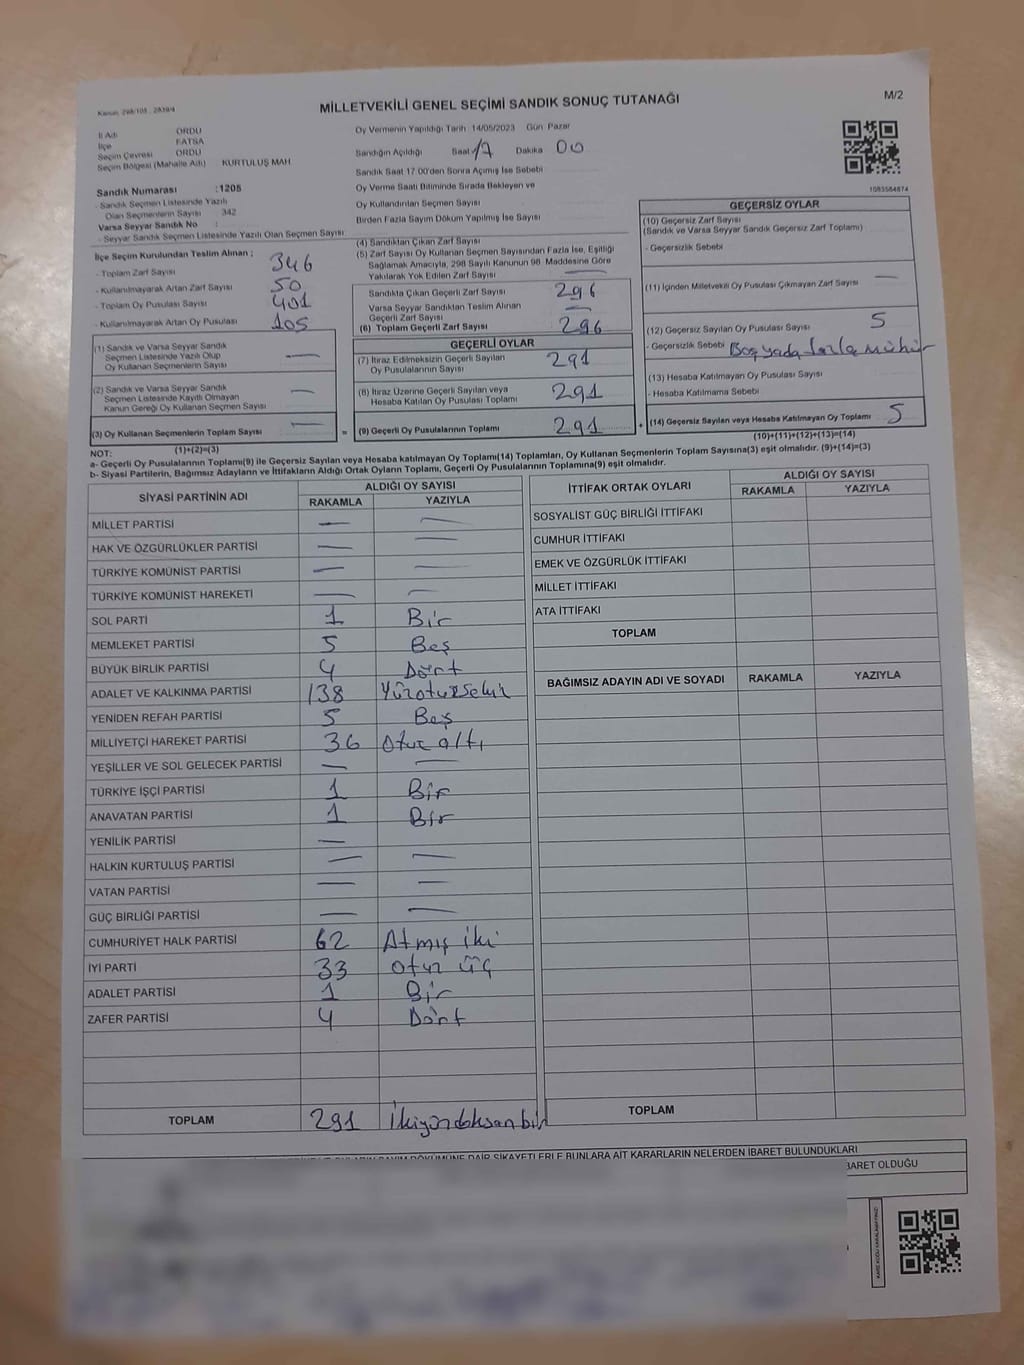 Kanun: 298/105 , 2839/4
MİLLETVEKİLİ GENEL SEÇİMİ SANDIK SONUÇ TUTANAĞI
M/2
İl Adı ORDU
İlçe FATSA
Seçim Çevresi ORDU
Seçim Bölgesi (Mahalle Adı) KURTULUŞ MAH
Sandık Numarası :1205
- Sandık Seçmen Listesinde Yazılı
Olan Seçmenlerin Sayısı 342
Varsa Seyyar Sandık No :
- Seyyar Sandık Seçmen Listesinde Yazılı Olan Seçmen Sayısı
Oy Vermenin Yapıldığı Tarih 14/05/2023 Gün Pazar
Sandığın Açıldığı Saat 17 Dakika 00
Sandık Saat 17:00'den Sonra Açımış İse Sebebi
Oy Verme Saati Bitiminde Sırada Bekleyen ve
Oy Kullandırılan Seçmen Sayısı
Birden Fazla Sayım Döküm Yapılmış İse Sayısı
1083584874
İlçe Seçim Kurulundan Teslim Alınan ;
- Toplam Zarf Sayısı 346
- Kullanılmayarak Artan Zarf Sayısı 50
- Toplam Oy Pusulası Sayısı 401
- Kullanılmayarak Artan Oy Pusulası 105
(1) Sandık ve Varsa Seyyar Sandık
Seçmen Listesinde Yazılı Olup
Oy Kullanan Seçmenlerin Sayısı —
(2) Sandık ve Varsa Seyyar Sandık
Seçmen Listesinde Kayıtlı Olmayan
Kanun Gereği Oy Kullanan Seçmen Sayısı —
(3) Oy Kullanan Seçmenlerin Toplam Sayısı —
(1)+(2)=(3)
(4) Sandıktan Çıkan Zarf Sayısı
(5) Zarf Sayısı Oy Kullanan Seçmen Sayısından Fazla İse, Eşitliği
Sağlamak Amacıyla, 298 Sayılı Kanunun 98. Maddesine Göre
Yakılarak Yok Edilen Zarf Sayısı —
Sandıkta Çıkan Geçerli Zarf Sayısı 296
Varsa Seyyar Sandıktan Teslim Alınan
Geçerli Zarf Sayısı —
(6) Toplam Geçerli Zarf Sayısı 296
GEÇERLİ OYLAR
(7) İtiraz Edilmeksizin Geçerli Sayılan
Oy Pusulalarının Sayısı 291
(8) İtiraz Üzerine Geçerli Sayılan veya
Hesaba Katılan Oy Pusulası Toplamı 291
= (9) Geçerli Oy Pusulalarının Toplamı 291 +
GEÇERSİZ OYLAR
(10) Geçersiz Zarf Sayısı
(Sandık ve Varsa Seyyar Sandık Geçersiz Zarf Toplamı)
- Geçersizlik Sebebi
(11) İçinden Milletvekili Oy Pusulası Çıkmayan Zarf Sayısı —
(12) Geçersiz Sayılan Oy Pusulası Sayısı 5
- Geçersizlik Sebebi Boş yada fazla mühür
(13) Hesaba Katılmayan Oy Pusulası Sayısı
- Hesaba Katılmama Sebebi
(14) Geçersiz Sayılan veya Hesaba Katılmayan Oy Toplamı 5
(10)+(11)+(12)+(13)=(14)
NOT:
a- Geçerli Oy Pusulaları Toplamı(9) ile Geçersiz Sayılan veya Hesaba katılmayan Oy Toplamı(14) Toplamları, Oy Kullanan Seçmenlerin Toplam Sayısına(3) eşit olmalıdır. (9)+(14)=(3)
b- Siyasi Partilerin, Bağımsız Adayların ve İttifakların Aldığı Ortak Oyların Toplamı, Geçerli Oy Pusulalarının Toplamına(9) eşit olmalıdır.
SİYASİ PARTİNİN ADI ALDIĞI OY SAYISI
RAKAMLA YAZIYLA
MİLLET PARTİSİ — —
HAK VE ÖZGÜRLÜKLER PARTİSİ — —
TÜRKİYE KOMÜNİST PARTİSİ — —
TÜRKİYE KOMÜNİST HAREKETİ — —
SOL PARTİ 1 Bir
MEMLEKET PARTİSİ 5 Beş
BÜYÜK BİRLİK PARTİSİ 4 Dört
ADALET VE KALKINMA PARTİSİ 138 Yüzotuzsekiz
YENİDEN REFAH PARTİSİ 5 Beş
MİLLİYETÇİ HAREKET PARTİSİ 36 Otuz altı
YEŞİLLER VE SOL GELECEK PARTİSİ — —
TÜRKİYE İŞÇİ PARTİSİ 1 Bir
ANAVATAN PARTİSİ 1 Bir
YENİLİK PARTİSİ —
HALKIN KURTULUŞ PARTİSİ — —
VATAN PARTİSİ — —
GÜÇ BİRLİĞİ PARTİSİ — —
CUMHURİYET HALK PARTİSİ 62 Atmış iki
İYİ PARTİ 33 otuz üç
ADALET PARTİSİ 1 Bir
ZAFER PARTİSİ 4 Dört
TOPLAM 291 İkiyüzdoksanbir
İTTİFAK ORTAK OYLARI ALDIĞI OY SAYISI
RAKAMLA YAZIYLA
SOSYALİST GÜÇ BİRLİĞİ İTTİFAKI
CUMHUR İTTİFAKI
EMEK VE ÖZGÜRLÜK İTTİFAKI
MİLLET İTTİFAKI
ATA İTTİFAKI
TOPLAM
BAĞIMSIZ ADAYIN ADI VE SOYADI RAKAMLA YAZIYLA
TOPLAM
DÖKÜMÜNE DAİR ŞİKAYETLERLE BUNLARA AİT KARARLARIN NELERDEN İBARET BULUNDUKLARI
İBARET OLDUĞU